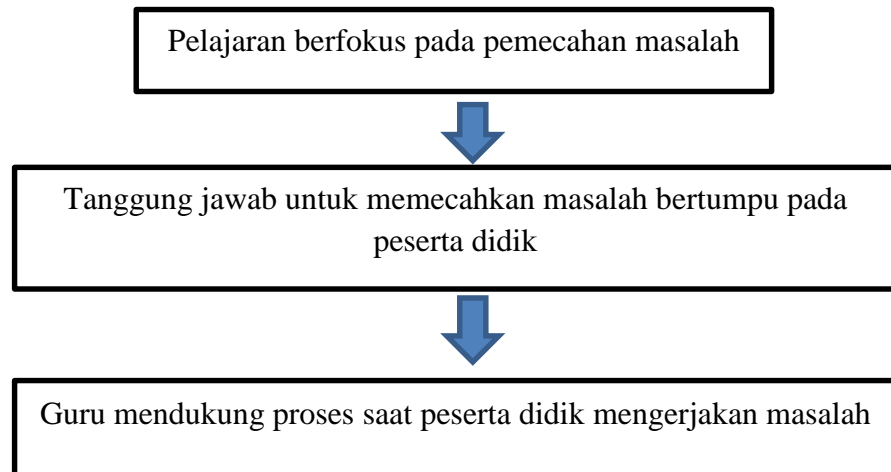 Pelajaran berfokus pada pemecahan masalah
Tanggung jawab untuk memecahkan masalah bertumpu pada
peserta didik
Guru mendukung proses saat peserta didik mengerjakan masalah